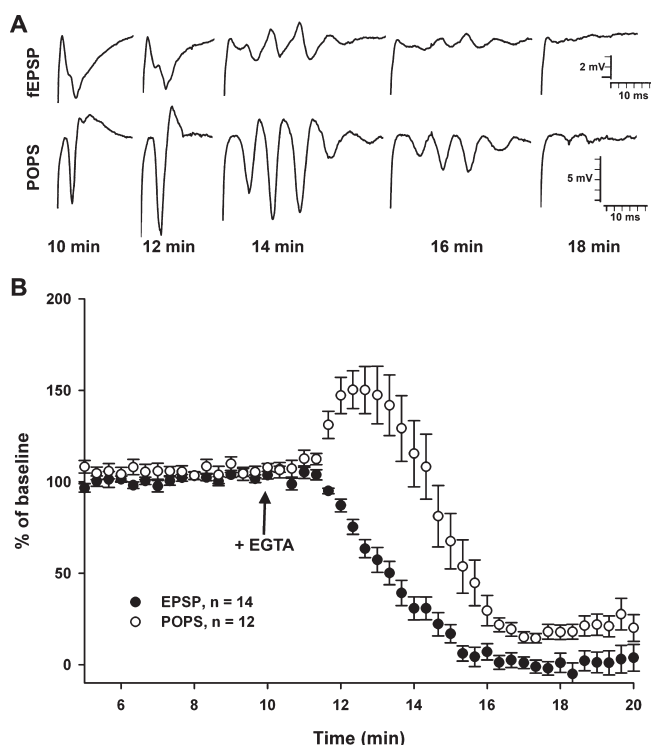 A
fEPSP
2 mV
10 ms
POPS
5 mV
10 ms
10 min 12 min 14 min 16 min 18 min
B
200
150
100
50
0
% of baseline
+ EGTA
EPSP, n = 14
POPS, n = 12
6 8 10 12 14 16 18 20
Time (min)